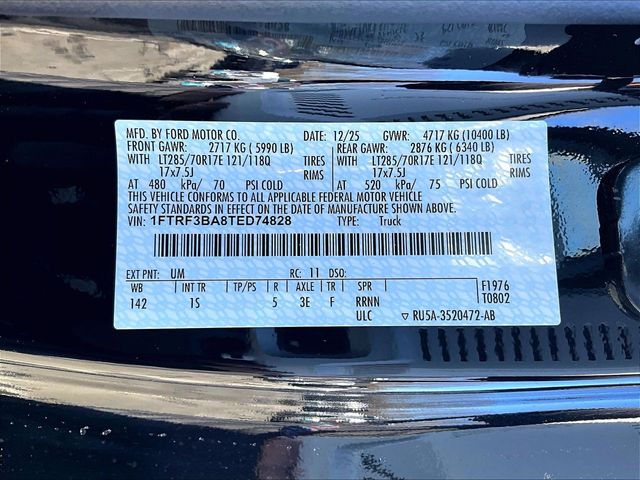 MFD. BY FORD MOTOR CO. DATE: 12/25 GVWR: 4717 KG (10400 LB)
FRONT GAWR: 2717 KG ( 5990 LB) REAR GAWR: 2876 KG ( 6340 LB)
WITH LT285/70R17E 121/118Q TIRES WITH LT285/70R17E 121/118Q TIRES
17x7.5J RIMS 17x7.5J RIMS
AT 480 kPa/ 70 PSI COLD AT 520 kPa/ 75 PSI COLD
THIS VEHICLE CONFORMS TO ALL APPLICABLE FEDERAL MOTOR VEHICLE
SAFETY STANDARDS IN EFFECT ON THE DATE OF MANUFACTURE SHOWN ABOVE.
VIN: 1FTRF3BA8TED74828 TYPE: Truck
EXT PNT: UM RC: 11 DSO:
WB INT TR TP/PS R AXLE TR SPR F1976
142 1S 5 3E F RRNN T0802
ULC ▽ RU5A-3520472-AB